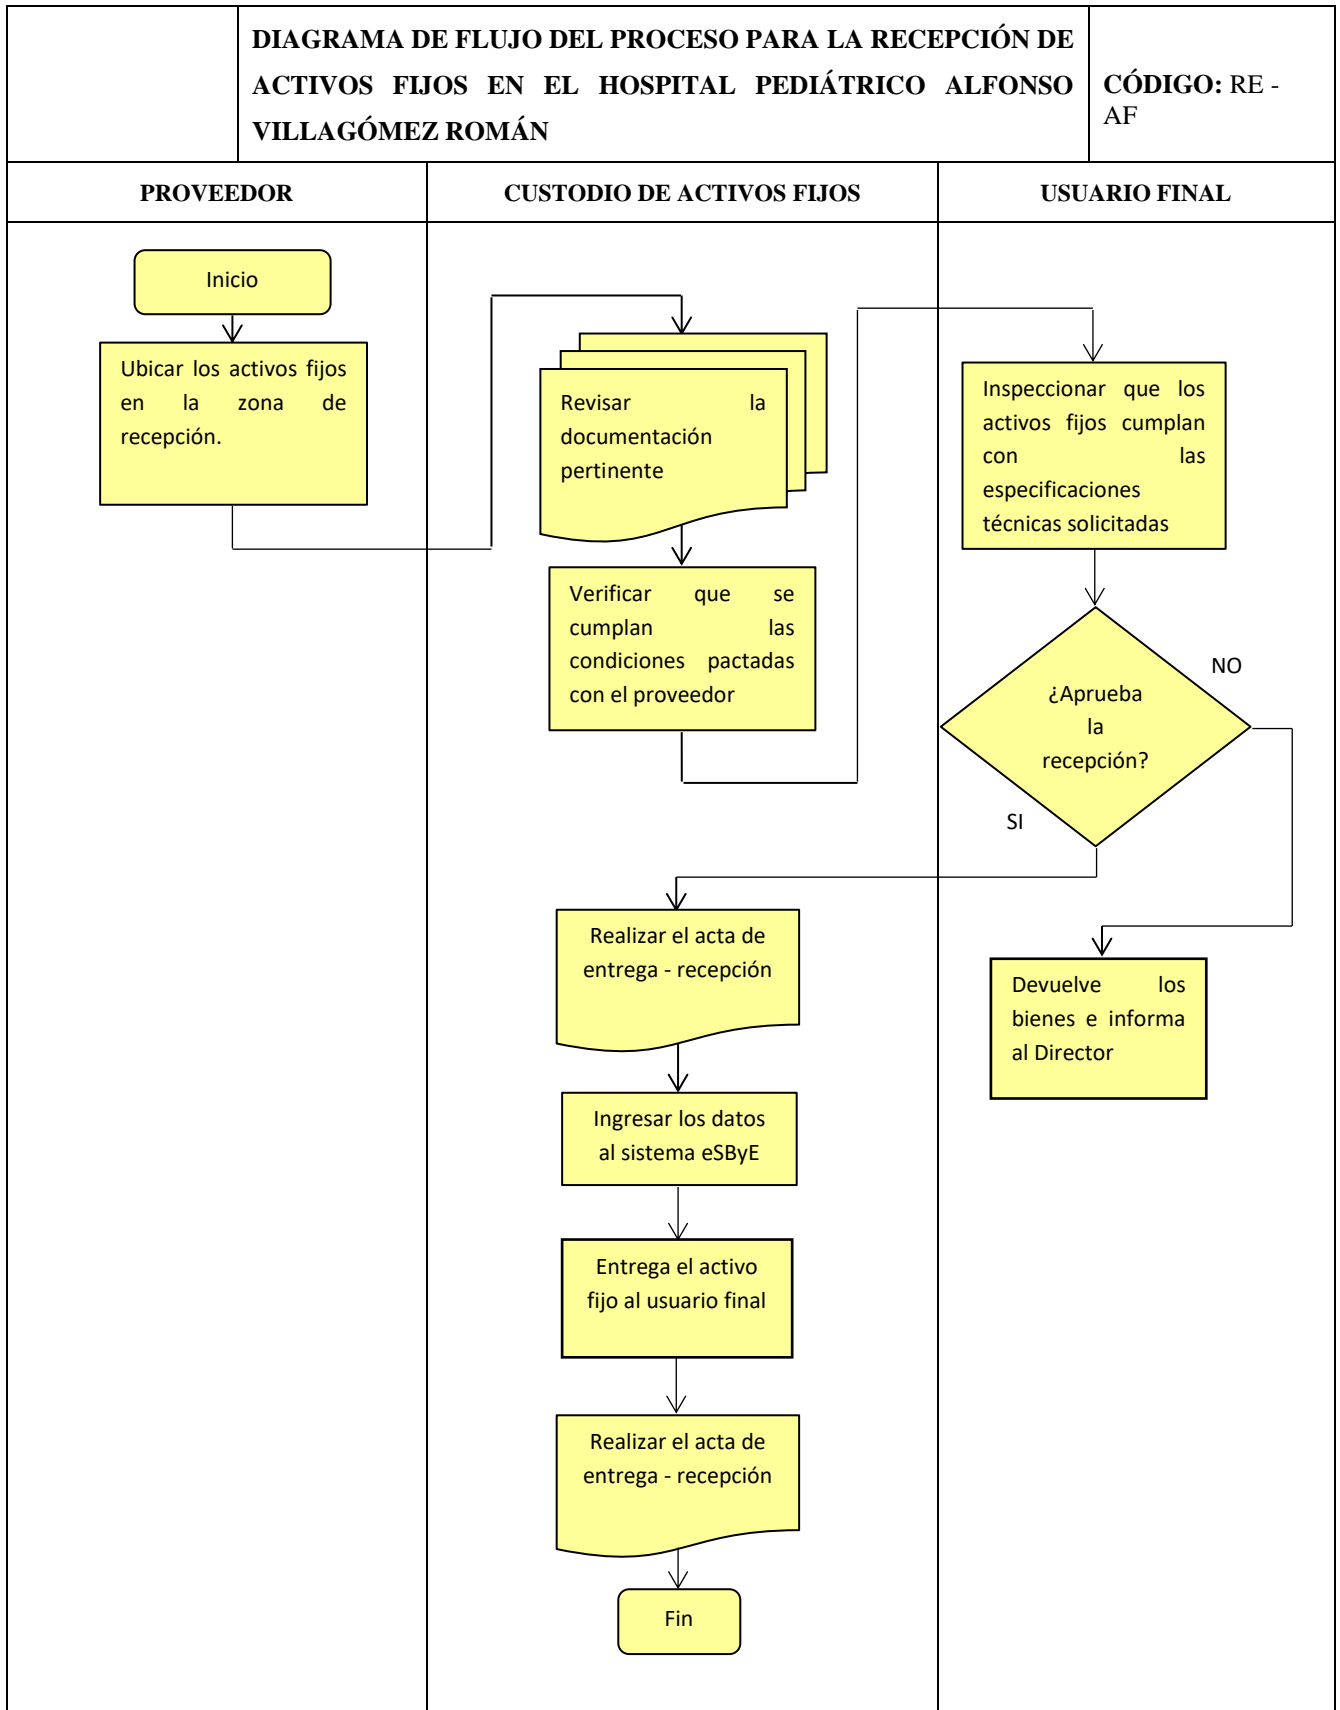 DIAGRAMA DE FLUJO DEL PROCESO PARA LA RECEPCIÓN DE
ACTIVOS FIJOS EN EL HOSPITAL PEDIÁTRICO ALFONSO
VILLAGÓMEZ ROMÁN
CÓDIGO: RE -
AF
PROVEEDOR
CUSTODIO DE ACTIVOS FIJOS
USUARIO FINAL
Inicio
Ubicar los activos fijos
en la zona de
recepción.
Revisar la
documentación
pertinente
Verificar que se
cumplan las
condiciones pactadas
con el proveedor
Inspeccionar que los
activos fijos cumplan
con las
especificaciones
técnicas solicitadas
¿Aprueba
la
recepción?
NO
SI
Realizar el acta de
entrega - recepción
Devuelve los
bienes e informa
al Director
Ingresar los datos
al sistema eSByE
Entrega el activo
fijo al usuario final
Realizar el acta de
entrega - recepción
Fin